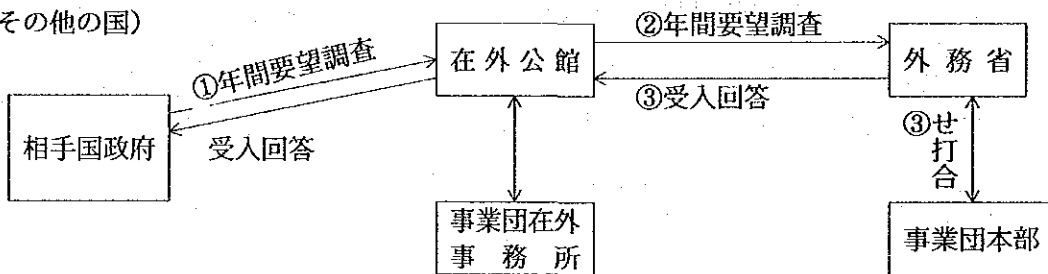 その他の国)
①年間要望調査
受入回答
相手国政府
在外公館
②年間要望調査
③受入回答
外務省
③せ打合
事業団在外
事務所
事業団本部